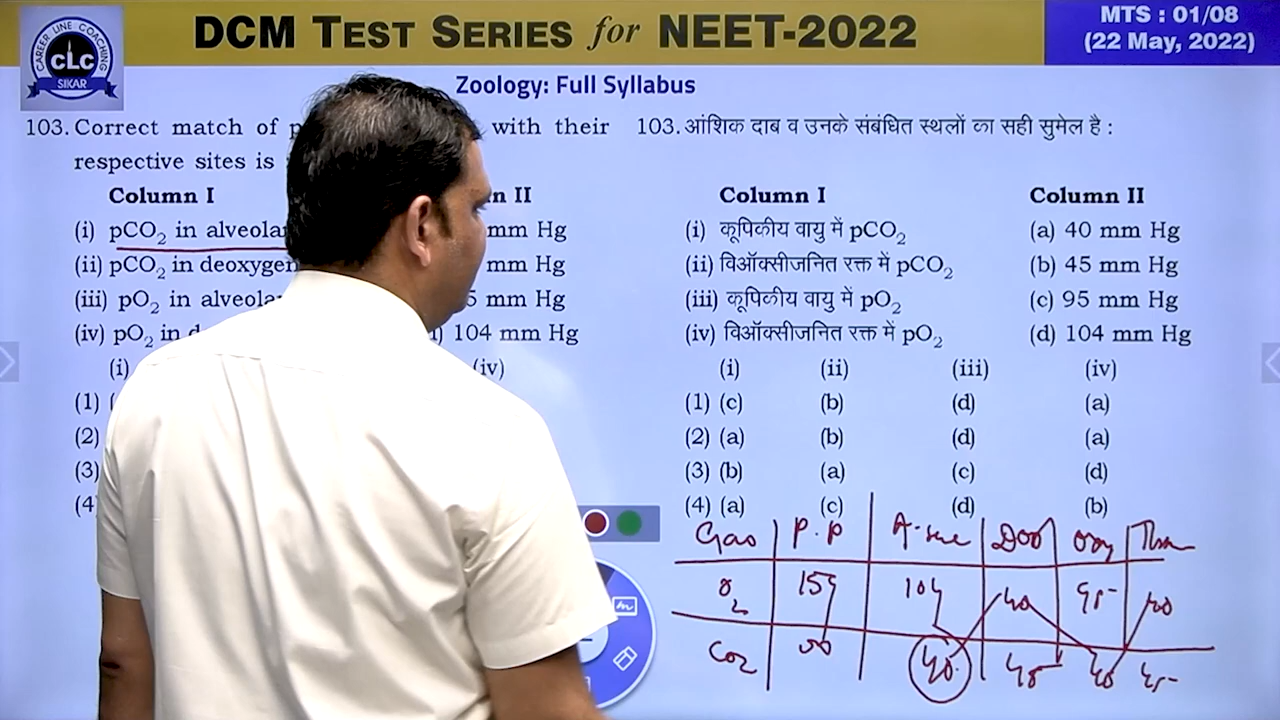 CAREER LINE COACHING
CLC
SIKAR
DCM TEST SERIES for NEET-2022
MTS : 01/08
(22 May, 2022)
Zoology: Full Syllabus
103. Correct match of with their
respective sites is
Column I n II
(i) pCO₂ in alveola mm Hg
(ii) pCO₂ in deoxygen mm Hg
(iii) pO₂ in alveola 5 mm Hg
(iv) pO₂ in d ) 104 mm Hg
(i) (iv)
(1) (
(2)
(3)
(4)
103. आंशिक दाब व उनके संबंधित स्थलों का सही सुमेल है :
Column I Column II
(i) कूपिकीय वायु में pCO₂ (a) 40 mm Hg
(ii) विऑक्सीजनित रक्त में pCO₂ (b) 45 mm Hg
(iii) कूपिकीय वायु में pO₂ (c) 95 mm Hg
(iv) विऑक्सीजनित रक्त में pO₂ (d) 104 mm Hg
(i) (ii) (iii) (iv)
(1) (c) (b) (d) (a)
(2) (a) (b) (d) (a)
(3) (b) (a) (c) (d)
(4) (a) (c) (d) (b)
Gas P.P
O₂ 159 104 40 95 40
CO₂ 40 45 40 45